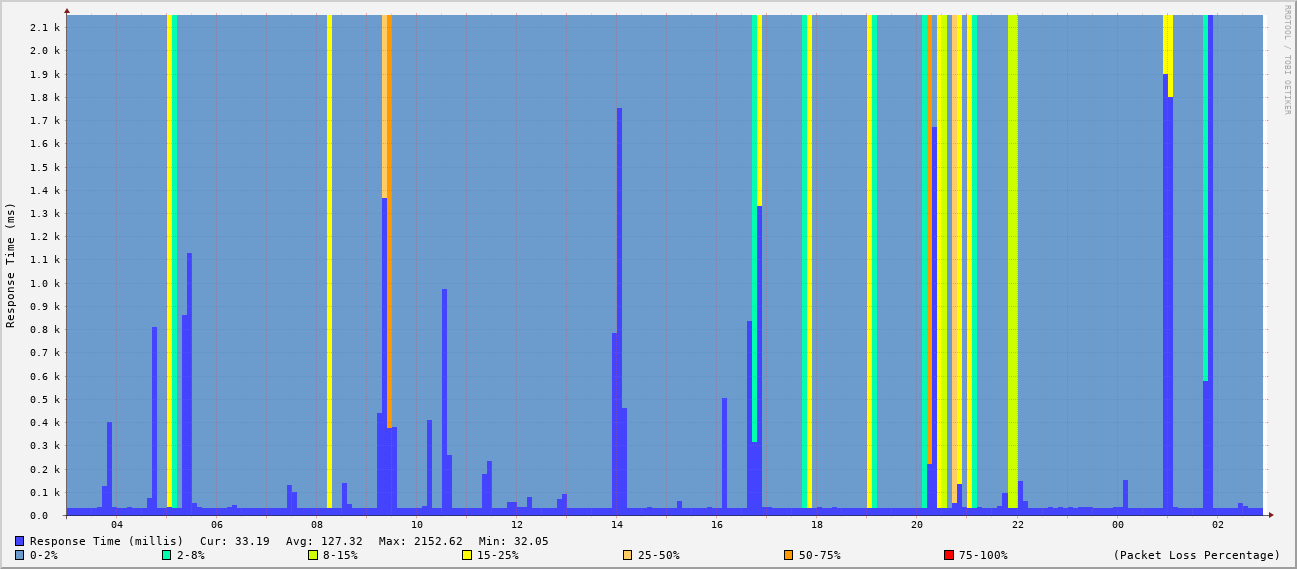 RRDTOOL / TOBI OETIKER
Response Time (ms)
2.1 k
2.0 k
1.9 k
1.8 k
1.7 k
1.6 k
1.5 k
1.4 k
1.3 k
1.2 k
1.1 k
1.0 k
0.9 k
0.8 k
0.7 k
0.6 k
0.5 k
0.4 k
0.3 k
0.2 k
0.1 k
0.0
04 06 08 10 12 14 16 18 20 22 00 02
Response Time (millis) Cur: 33.19 Avg: 127.32 Max: 2152.62 Min: 32.05
0-2% 2-8% 8-15% 15-25% 25-50% 50-75% 75-100% (Packet Loss Percentage)